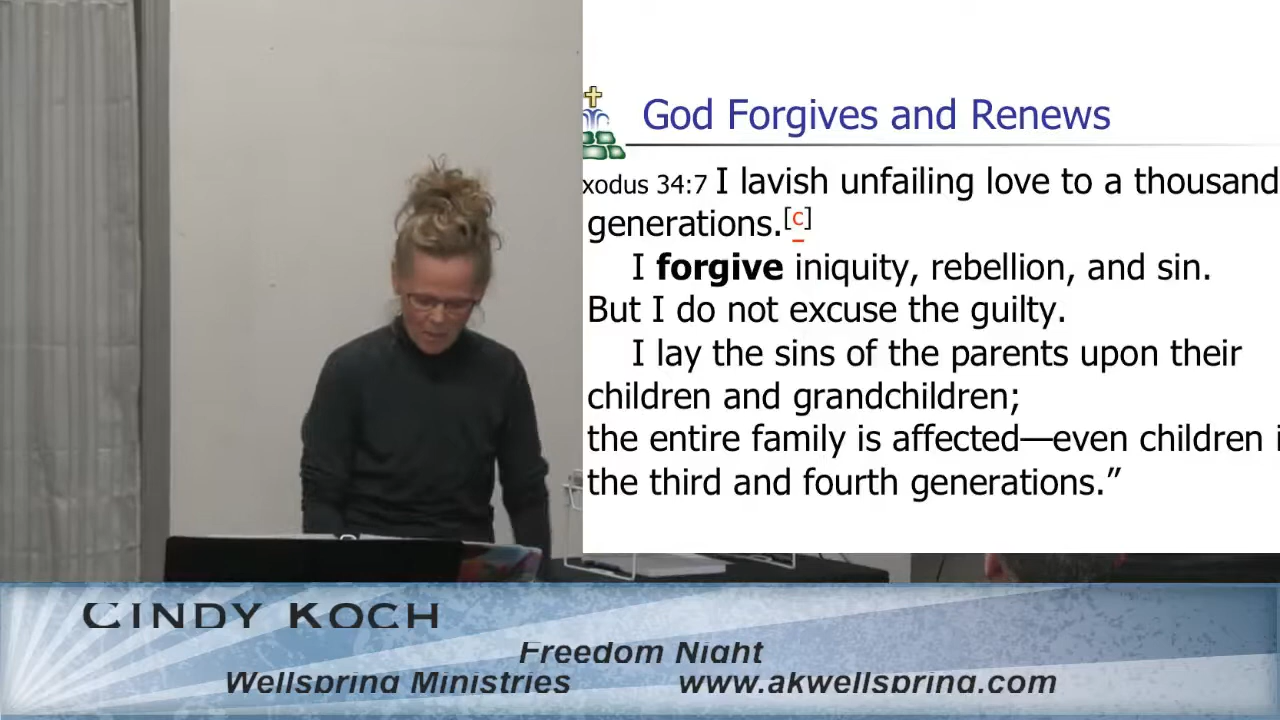 God Forgives and Renews
xodus 34:7 I lavish unfailing love to a thousand
generations.[c]
I forgive iniquity, rebellion, and sin.
But I do not excuse the guilty.
I lay the sins of the parents upon their
children and grandchildren;
the entire family is affected—even children i
the third and fourth generations.”
CINDY KOCH
Freedom Night
Wellspring Ministries www.akwellspring.com